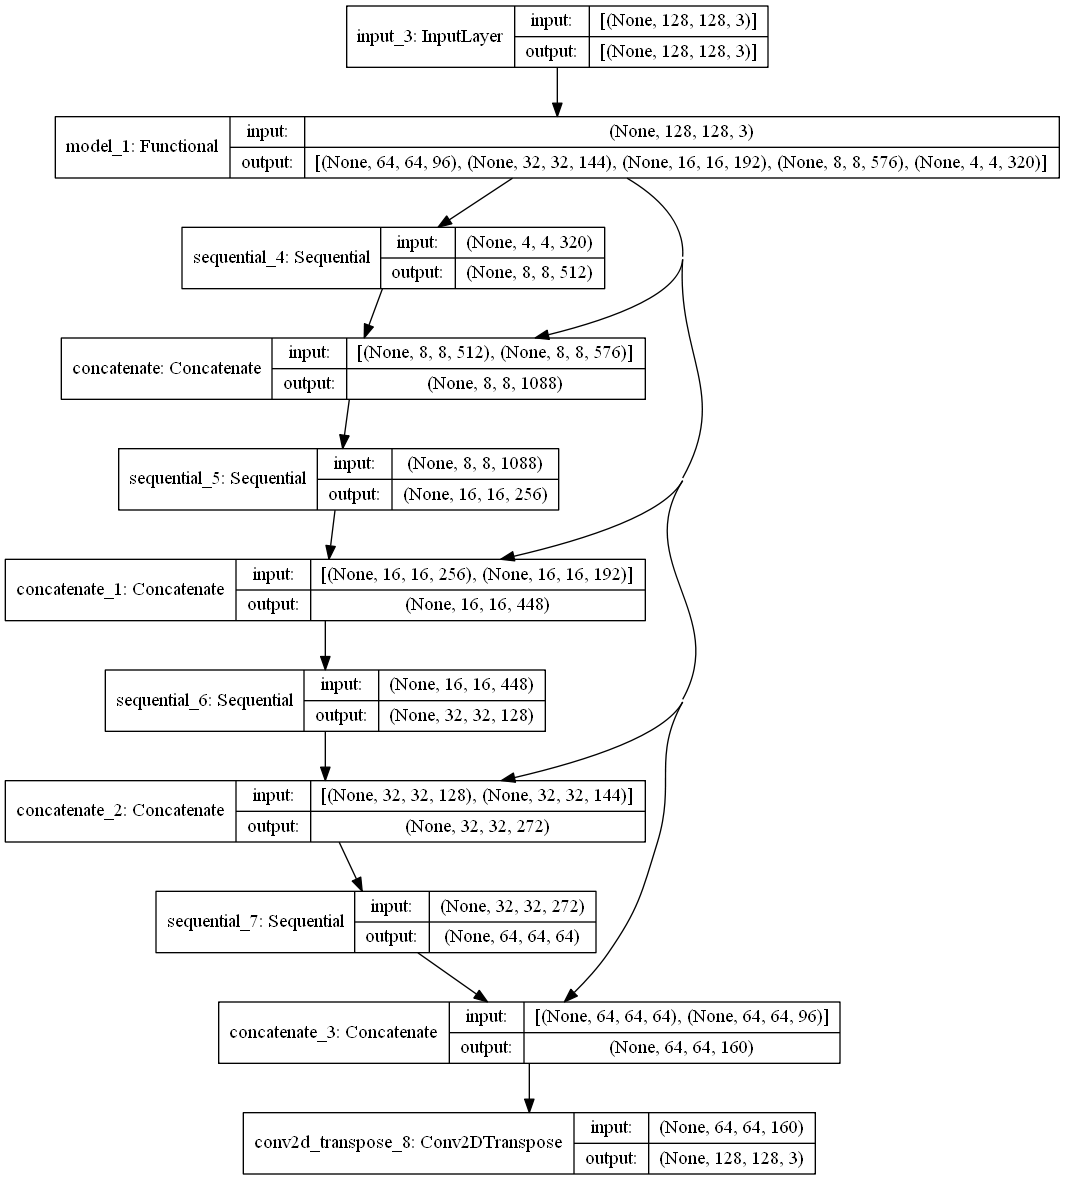 input_3: InputLayer
input: [(None, 128, 128, 3)]
output: [(None, 128, 128, 3)]
model_1: Functional
input: (None, 128, 128, 3)
output: [(None, 64, 64, 96), (None, 32, 32, 144), (None, 16, 16, 192), (None, 8, 8, 576), (None, 4, 4, 320)]
sequential_4: Sequential
input: (None, 4, 4, 320)
output: (None, 8, 8, 512)
concatenate: Concatenate
input: [(None, 8, 8, 512), (None, 8, 8, 576)]
output: (None, 8, 8, 1088)
sequential_5: Sequential
input: (None, 8, 8, 1088)
output: (None, 16, 16, 256)
concatenate_1: Concatenate
input: [(None, 16, 16, 256), (None, 16, 16, 192)]
output: (None, 16, 16, 448)
sequential_6: Sequential
input: (None, 16, 16, 448)
output: (None, 32, 32, 128)
concatenate_2: Concatenate
input: [(None, 32, 32, 128), (None, 32, 32, 144)]
output: (None, 32, 32, 272)
sequential_7: Sequential
input: (None, 32, 32, 272)
output: (None, 64, 64, 64)
concatenate_3: Concatenate
input: [(None, 64, 64, 64), (None, 64, 64, 96)]
output: (None, 64, 64, 160)
conv2d_transpose_8: Conv2DTranspose
input: (None, 64, 64, 160)
output: (None, 128, 128, 3)